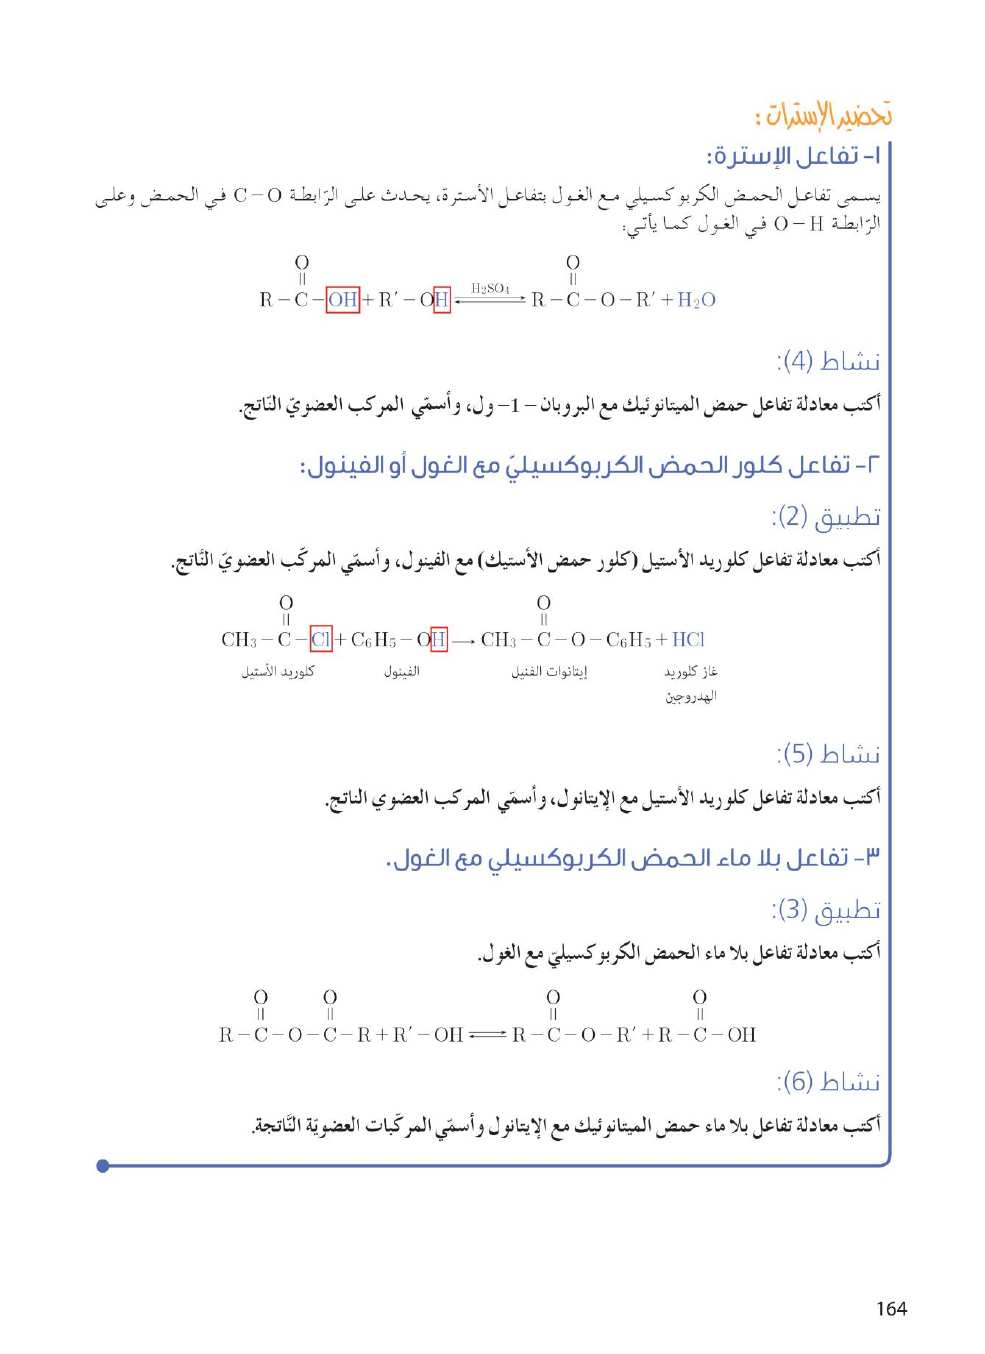 تحضير الإسترات :
١- تفاعل الإسترة:
يسمى تفاعل الحمض الكربوكسيلي مع الغول بتفاعل الأسترة، يحدث على الرّابطة C – O في الحمض وعلى
الرّابطة O – H في الغول كما يأتي:
O O
|| ||
R – C – OH + R′ – OH ⇌ H₂SO₄ R – C – O – R′ + H₂O
نشاط (4):
أكتب معادلة تفاعل حمض الميتانوئيك مع البروبان – 1– ول، وأسمّي المركب العضويّ النّاتج.
٢- تفاعل كلور الحمض الكربوكسيليّ مع الغول أو الفينول:
تطبيق (2):
أكتب معادلة تفاعل كلوريد الأستيل (كلور حمض الأستيك) مع الفينول، وأسمّي المركّب العضويّ النَّاتج.
O O
|| ||
CH₃ – C – Cl + C₆H₅ – OH → CH₃ – C – O – C₆H₅ + HCl
كلوريد الأستيل الفينول إيتانوات الفنيل غاز كلوريد
الهدروجين
نشاط (5):
أكتب معادلة تفاعل كلوريد الأستيل مع الإيتانول، وأسمّي المركب العضوي الناتج.
٣- تفاعل بلا ماء الحمض الكربوكسيلي مع الغول.
تطبيق (3):
أكتب معادلة تفاعل بلا ماء الحمض الكربوكسيليّ مع الغول.
O O O O
|| || || ||
R – C – O – C – R + R′ – OH ⇌ R – C – O – R′ + R – C – OH
نشاط (6):
أكتب معادلة تفاعل بلا ماء حمض الميتانوئيك مع الإيتانول وأسمّي المركّبات العضويّة النَّاتجة.
164